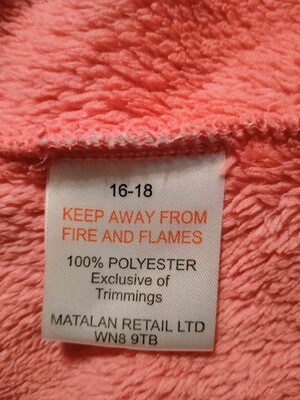 16-18
KEEP AWAY FROM
FIRE AND FLAMES
100% POLYESTER
Exclusive of
Trimmings
MATALAN RETAIL LTD
WN8 9TB